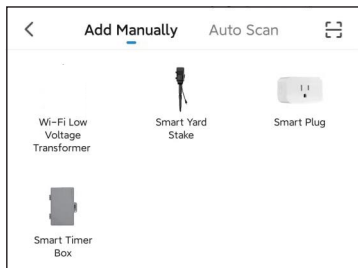 Add Manually Auto Scan
Wi-Fi Low
Voltage
Transformer
Smart Yard
Stake
Smart Plug
Smart Timer
Box